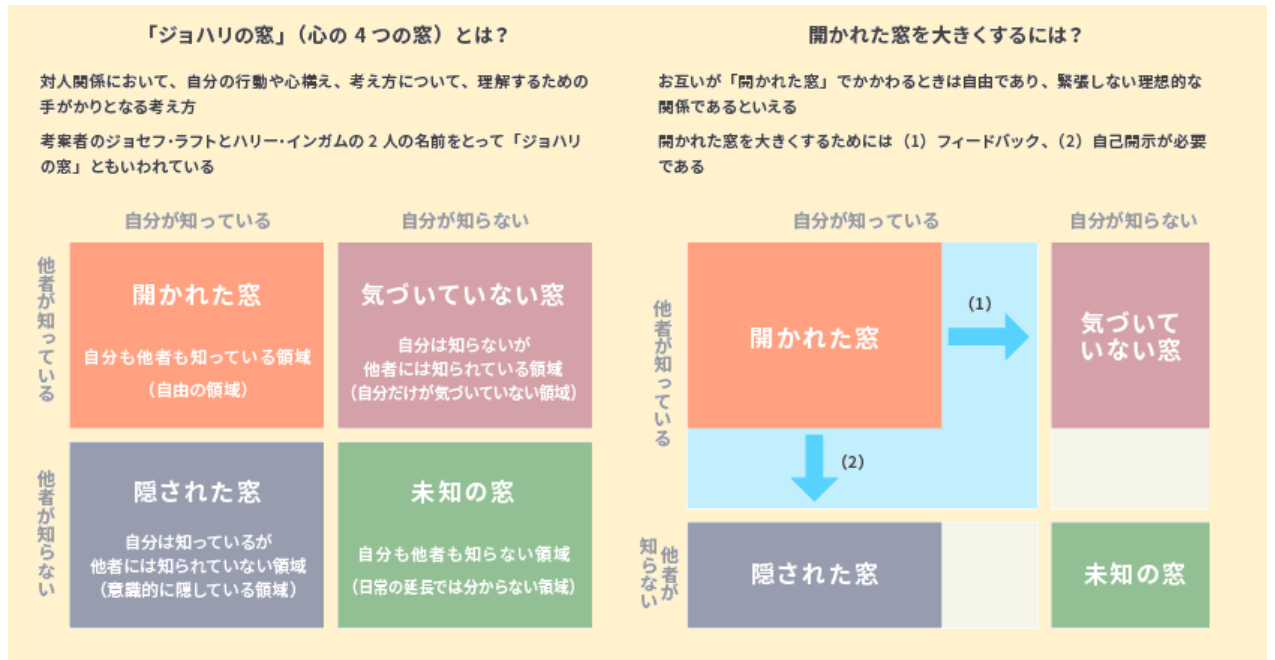 「ジョハリの窓」（心の 4 つの窓）とは？
対人関係において、自分の行動や心構え、考え方について、理解するための
手がかりとなる考え方
考案者のジョセフ・ラフトとハリー・インガムの 2 人の名前をとって「ジョハリ
の窓」ともいわれている
自分が知っている
自分が知らない
他者が知っている
開かれた窓
自分も他者も知っている領域
（自由の領域）
気づいていない窓
自分は知らないが
他者には知られている領域
（自分だけが気づいていない領域）
他者が知らない
隠された窓
自分は知っているが
他者には知られていない領域
（意識的に隠している領域）
未知の窓
自分も他者も知らない領域
（日常の延長では分からない領域）
開かれた窓を大きくするには？
お互いが「開かれた窓」でかかわるときは自由であり、緊張しない理想的な
関係であるといえる
開かれた窓を大きくするためには（1）フィードバック、（2）自己開示が必要
である
自分が知っている
自分が知らない
他者が知っている
開かれた窓
（1）
気づいて
いない窓
（2）
他者が
知らない
隠された窓
未知の窓